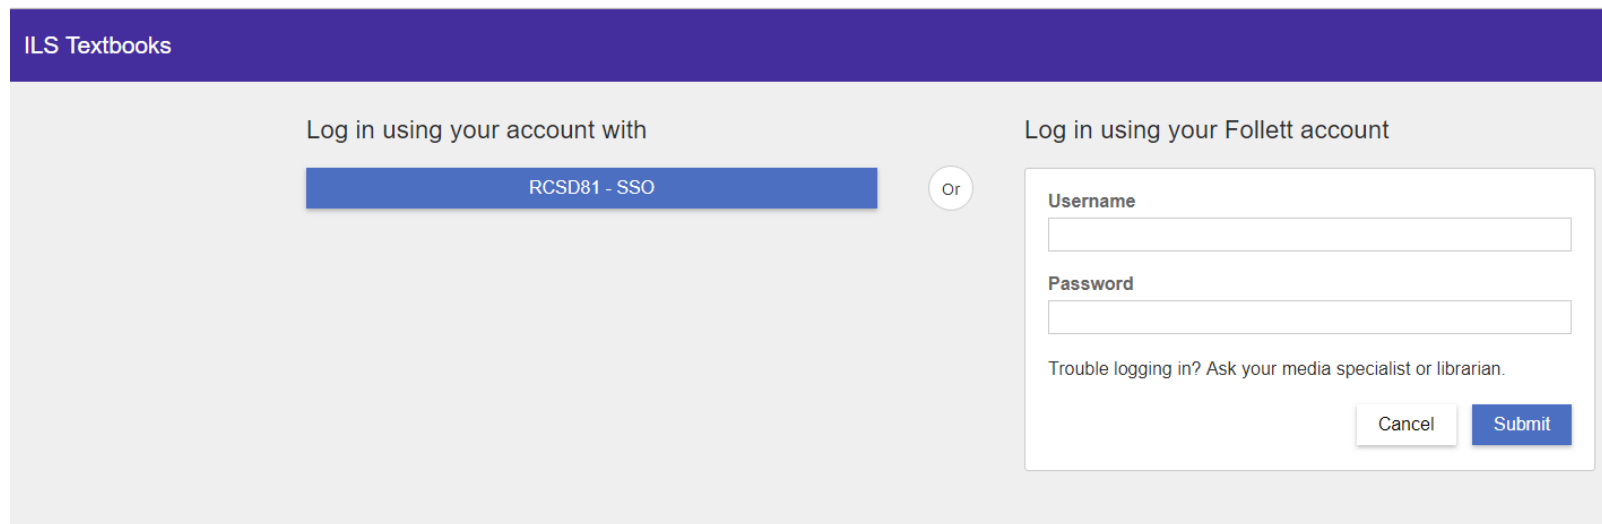 ILS Textbooks
Log in using your account with
RCSD81 - SSO
Or
Log in using your Follett account
Username
Password
Trouble logging in? Ask your media specialist or librarian.
Cancel
Submit